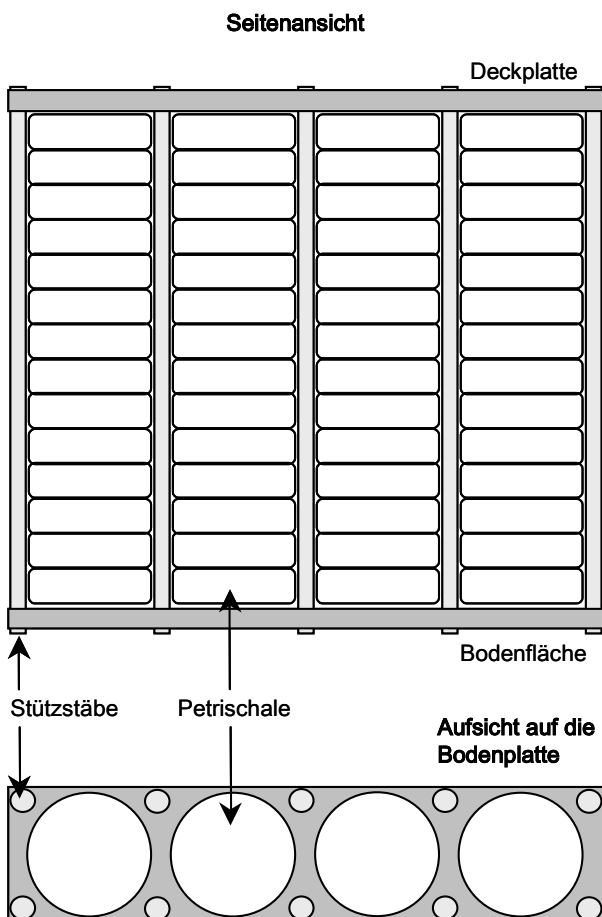 Seitenansicht
Deckplatte
Bodenfläche
Stützstäbe
Petrischale
Aufsicht auf die
Bodenplatte